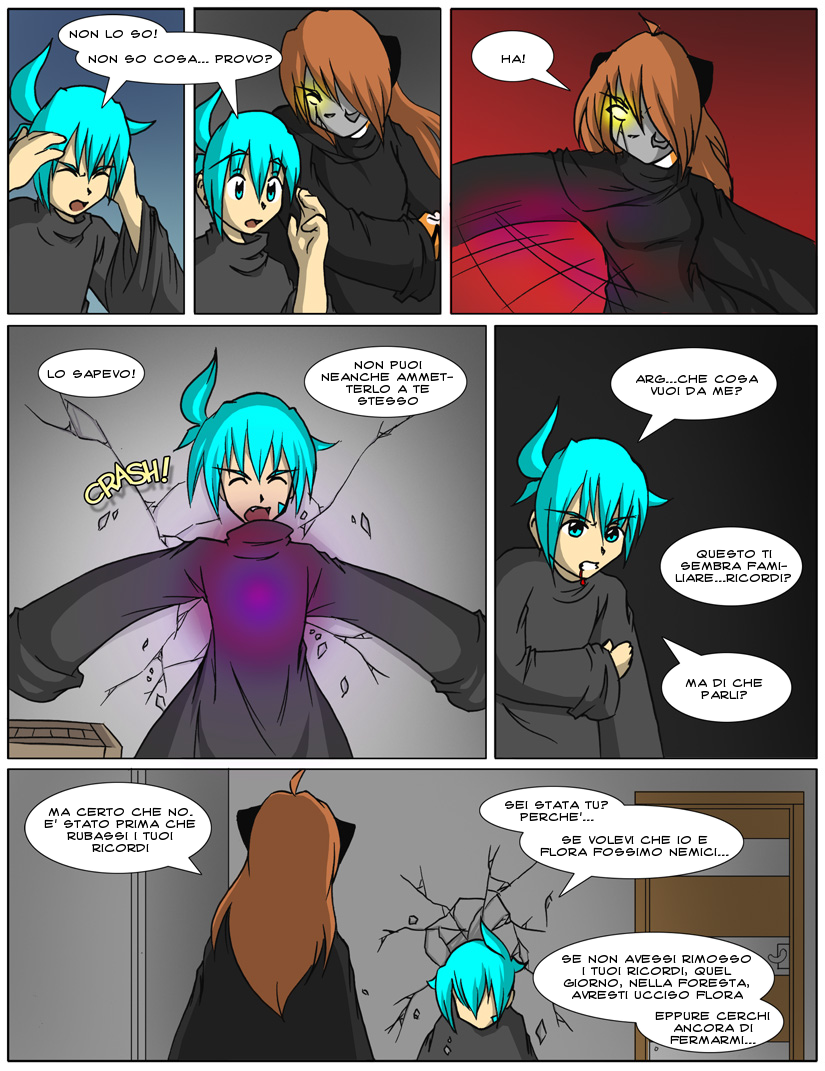 NON LO SO!
NON SO COSA... PROVO?
HA!
LO SAPEVO!
NON PUOI
NEANCHE AMMET-
TERLO A TE
STESSO
CRASH!
ARG...CHE COSA
VUOI DA ME?
QUESTO TI
SEMBRA FAMI-
LIARE...RICORDI?
MA DI CHE
PARLI?
MA CERTO CHE NO.
E' STATO PRIMA CHE
RUBASSI I TUOI
RICORDI
SEI STATA TU?
PERCHE'...
SE VOLEVI CHE IO E
FLORA FOSSIMO NEMICI...
SE NON AVESSI RIMOSSO
I TUOI RICORDI, QUEL
GIORNO, NELLA FORESTA,
AVRESTI UCCISO FLORA
EPPURE CERCHI
ANCORA DI
FERMARMI...